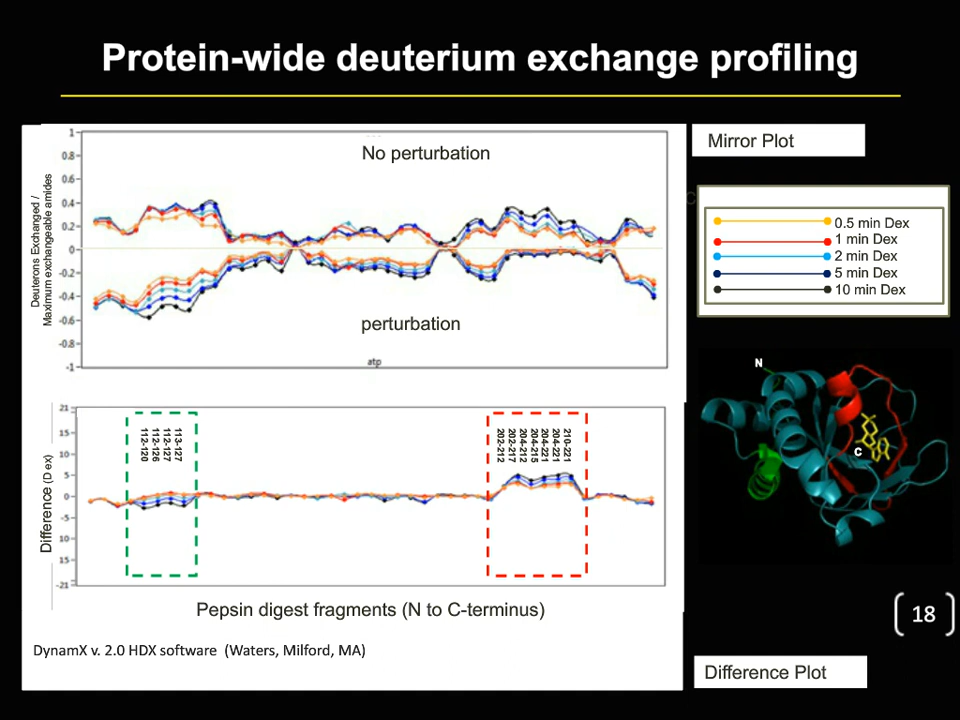 Protein-wide deuterium exchange profiling
Mirror Plot
Deuterons Exchanged /
Maximum exchangeable amides
1
0.8
0.6
0.4
0.2
0
-0.2
-0.4
-0.6
-0.8
-1
No perturbation
perturbation
atp
C
0.5 min Dex
1 min Dex
2 min Dex
5 min Dex
10 min Dex
N
C
Difference (D ex)
21
15
10
5
0
-5
10
15
-21
112-120
112-126
112-127
113-127
202-212
202-217
204-212
204-215
204-221
204-221
210-221
Pepsin digest fragments (N to C-terminus)
18
DynamX v. 2.0 HDX software (Waters, Milford, MA)
Difference Plot